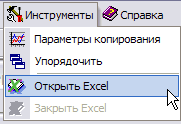 Инструменты Справка
Параметры копирования
Упорядочить
Открыть Excel
Закрыть Excel